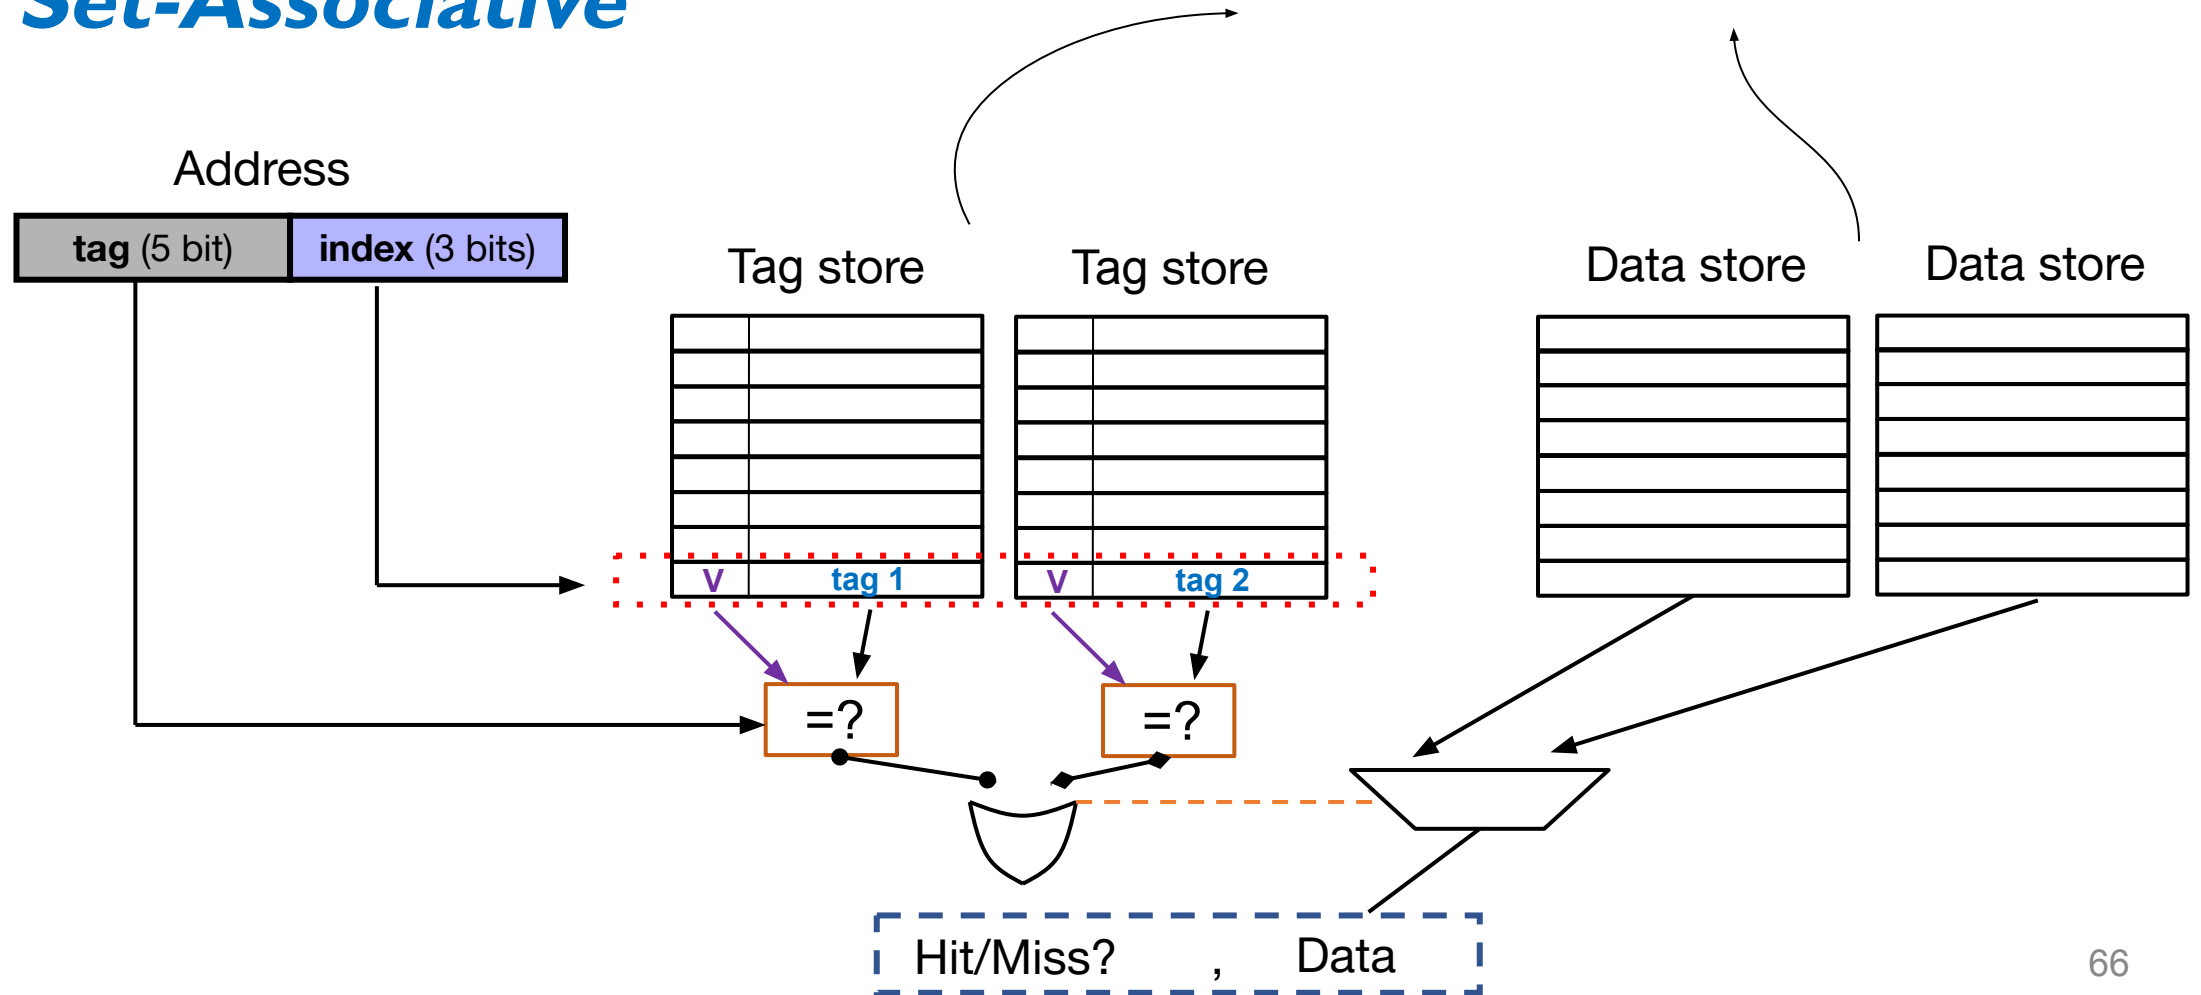 Set-Associative
Address
tag (5 bit) index (3 bits)
Tag store Tag store Data store Data store
V tag 1 V tag 2
=? =?
Hit/Miss? , Data
66